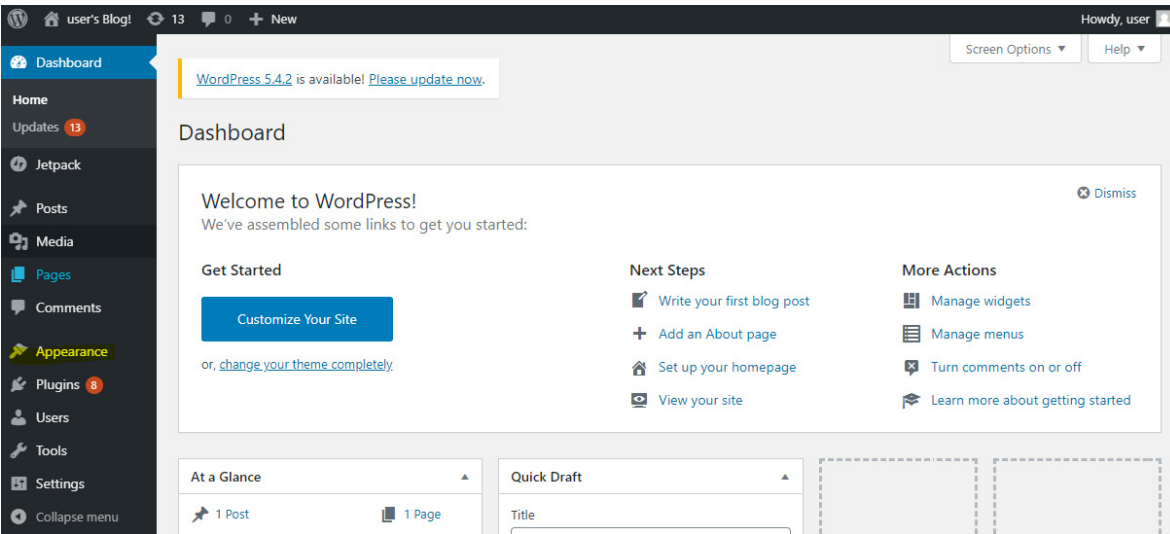 user's Blog! 13 0 New Howdy, user
Screen Options Help
WordPress 5.4.2 is available! Please update now.
Dashboard
Home
Updates 13
Jetpack
Posts
Media
Pages
Comments
Appearance
Plugins 8
Users
Tools
Settings
Collapse menu
Dashboard
Welcome to WordPress!
We've assembled some links to get you started:
Dismiss
Get Started
Customize Your Site
or, change your theme completely
Next Steps
Write your first blog post
Add an About page
Set up your homepage
View your site
More Actions
Manage widgets
Manage menus
Turn comments on or off
Learn more about getting started
At a Glance
1 Post 1 Page
Quick Draft
Title